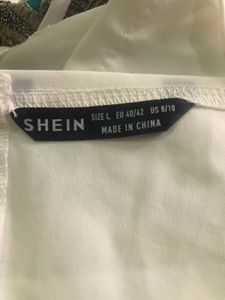 SHEIN
SIZE L EU 40/42 US 8/10
MADE IN CHINA